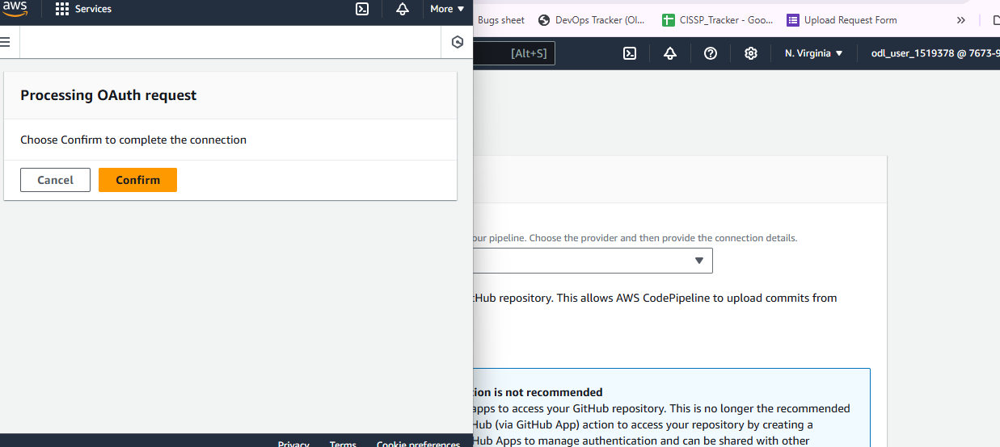 aws
Services
More
Processing OAuth request
Choose Confirm to complete the connection
Cancel
Confirm
Privacy Terms Cookie preferences
Bugs sheet
DevOps Tracker (Ol...
CISSP_Tracker - Goo...
Upload Request Form
»
[Alt+S]
N. Virginia
odl_user_1519378 @ 7673-9
our pipeline. Choose the provider and then provide the connection details.
tHub repository. This allows AWS CodePipeline to upload commits from
tion is not recommended
apps to access your GitHub repository. This is no longer the recommended
Hub (via GitHub App) action to access your repository by creating a
Hub Apps to manage authentication and can be shared with other